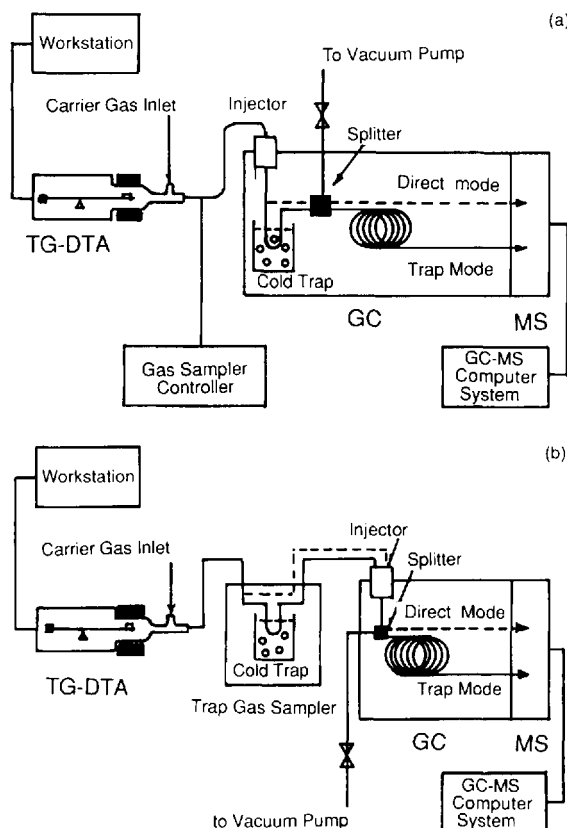 (a)
Workstation
To Vacuum Pump
Carrier Gas Inlet
Injector
Splitter
Direct mode
TG-DTA
Cold Trap
Trap Mode
GC
MS
Gas Sampler
Controller
GC-MS
Computer
System
(b)
Workstation
Injector
Carrier Gas Inlet
Splitter
Direct Mode
Cold Trap
TG-DTA
Trap Gas Sampler
Trap Mode
GC
MS
to Vacuum Pump
GC-MS
Computer
System